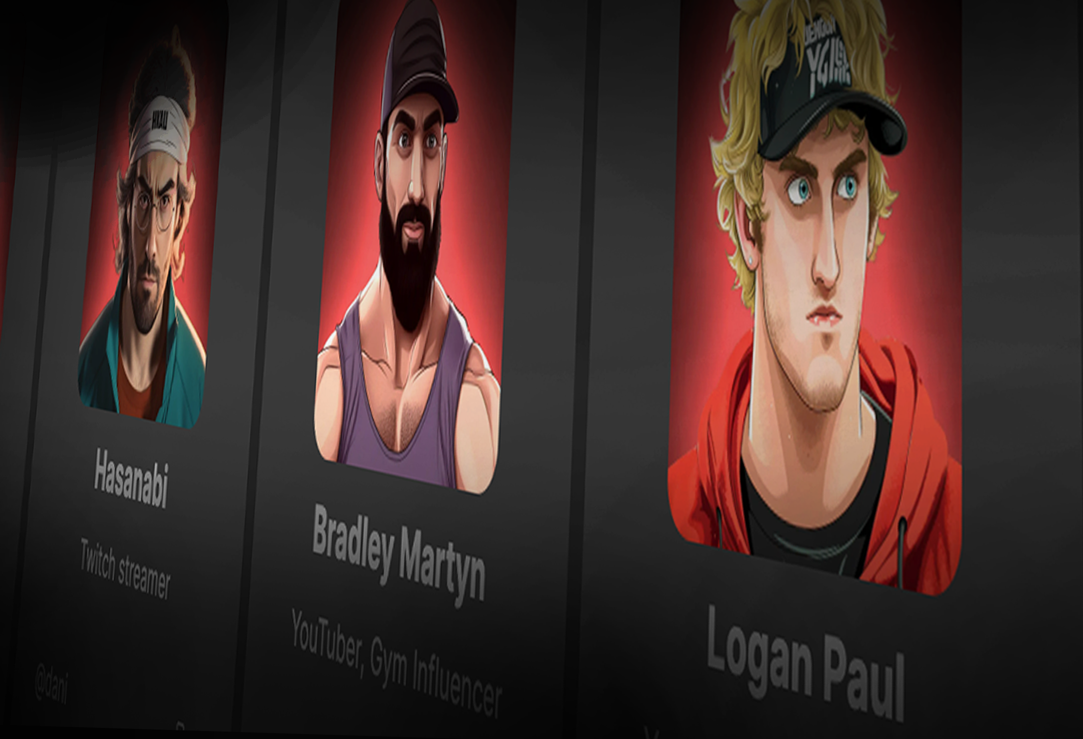 Hasanabi
Twitch streamer
@dani
Bradley Martyn
YouTuber, Gym Influencer
Logan Paul